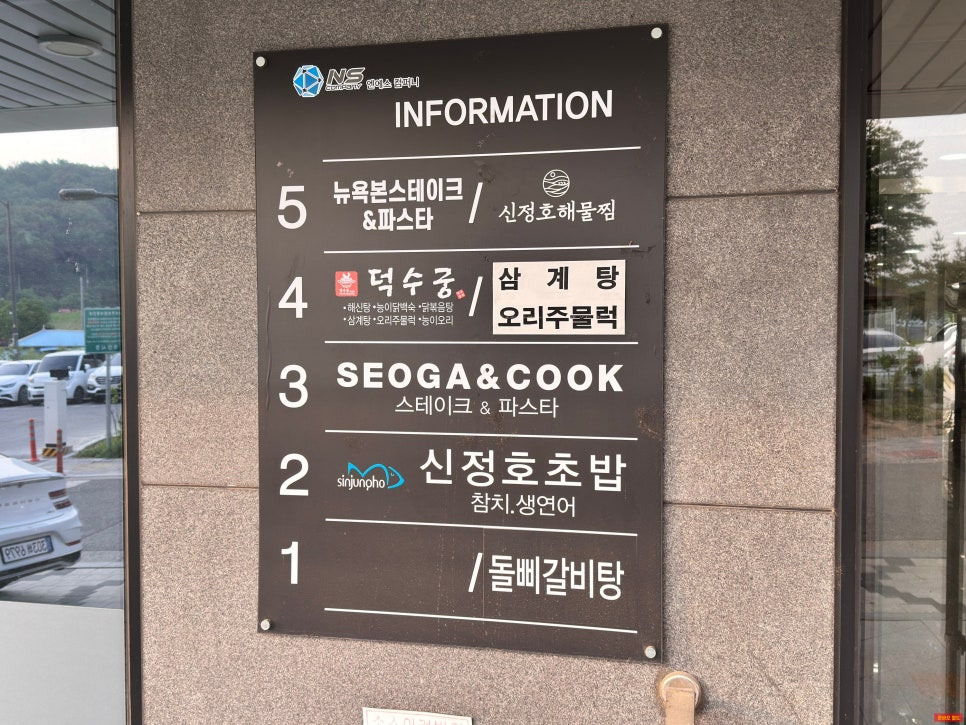 NS COMPANY 엔에스 컴퍼니
INFORMATION
5 뉴욕본스테이크 / 신정호해물찜
&파스타
4 덕수궁 / 삼계탕
•해신탕 •능이닭백숙 •닭볶음탕
•삼계탕 •오리주물럭 •능이오리
오리주물럭
3 SEOGA&COOK
스테이크 & 파스타
2 sinjunpho 신정호초밥
참치.생연어
1 /돌삐갈비탕